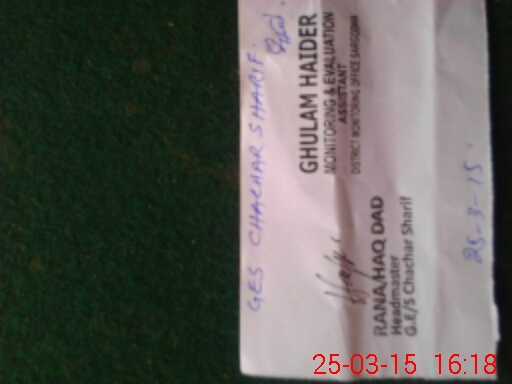 GES CHACHAR SHARIF.
GHULAM HAIDER
MONITORING & EVALUATION
ASSISTANT
DISTRICT MONITORING OFFICE SARGODHA
RANA HAQ DAD
Headmaster
G.E/S Chachar Sharif
25-3-15.
25-03-15 16:18